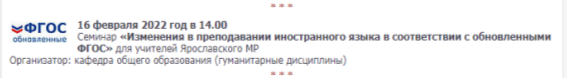 * * *
ФГОС
обновленные
16 февраля 2022 год в 14.00
Семинар «Изменения в преподавании иностранного языка в соответствии с обновленными
ФГОС» для учителей Ярославского МР
Организатор: кафедра общего образования (гуманитарные дисциплины)
* * *